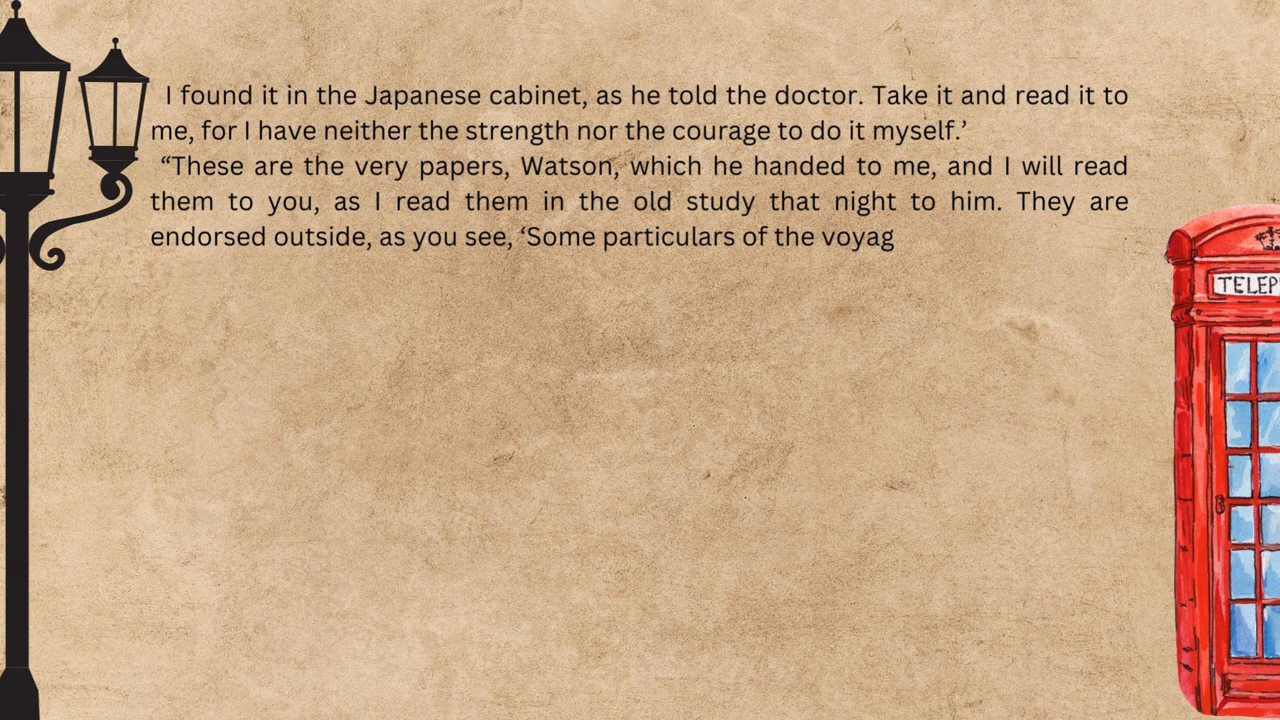 I found it in the Japanese cabinet, as he told the doctor. Take it and read it to
me, for I have neither the strength nor the courage to do it myself.’
“These are the very papers, Watson, which he handed to me, and I will read
them to you, as I read them in the old study that night to him. They are
endorsed outside, as you see, ‘Some particulars of the voyag
TELEP